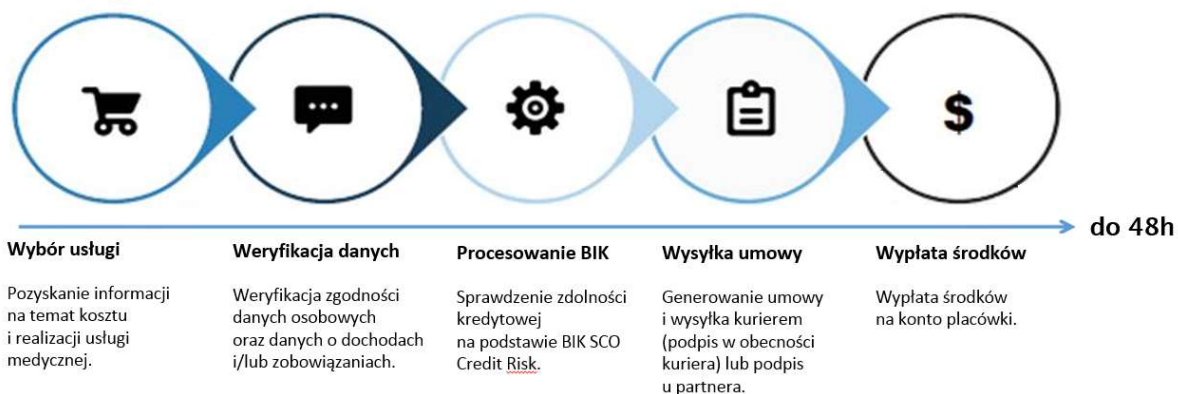 $
do 48h
Wybór usługi
Pozyskanie informacji
na temat kosztu
i realizacji usługi
medycznej.
Weryfikacja danych
Weryfikacja zgodności
danych osobowych
oraz danych o dochodach
i/lub zobowiązaniach.
Procesowanie BIK
Sprawdzenie zdolności
kredytowej
na podstawie BIK SCO
Credit Risk.
Wysyłka umowy
Generowanie umowy
i wysyłka kurierem
(podpis w obecności
kuriera) lub podpis
u partnera.
Wypłata środków
Wypłata środków
na konto placówki.